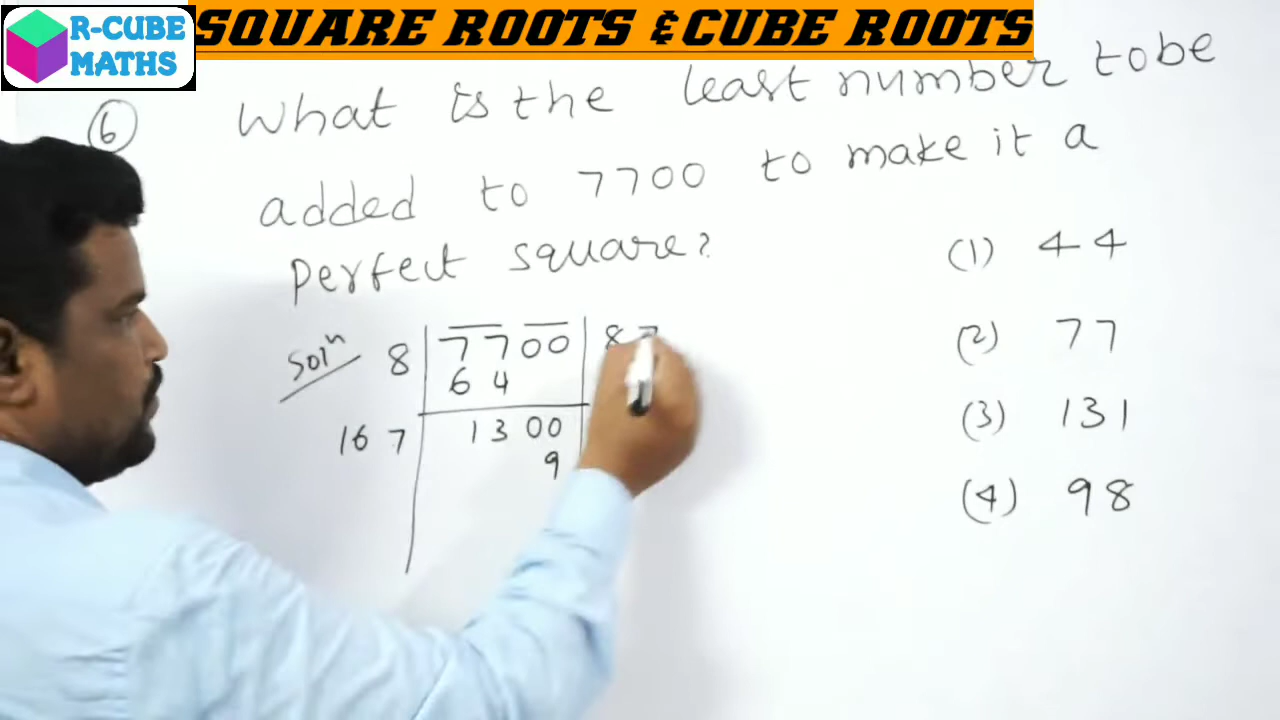 R-CUBE
MATHS
SQUARE ROOTS & CUBE ROOTS
(6) What is the least number to be
added to 7700 to make it a
perfect square?
(1) 44
(2) 77
(3) 131
(4) 98
Soln
8 7700 87
64
167 1300
9